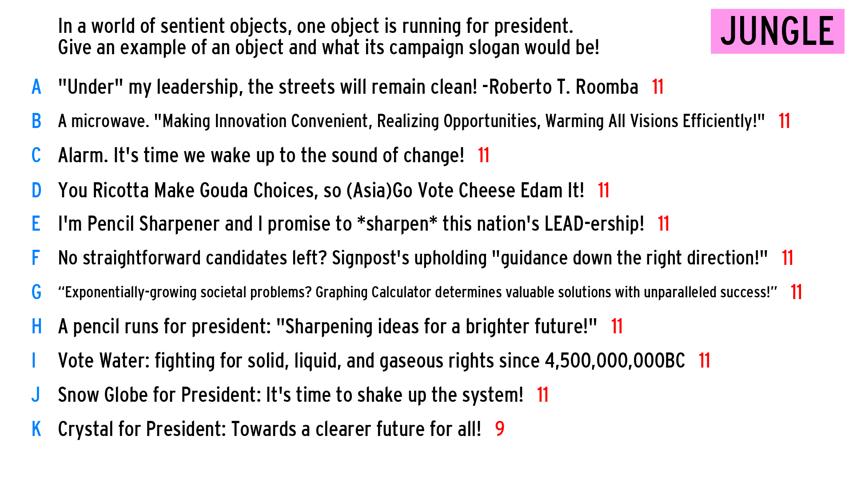 In a world of sentient objects, one object is running for president.
Give an example of an object and what its campaign slogan would be!
JUNGLE
A "Under" my leadership, the streets will remain clean! -Roberto T. Roomba 11
B A microwave. "Making Innovation Convenient, Realizing Opportunities, Warming All Visions Efficiently!" 11
C Alarm. It's time we wake up to the sound of change! 11
D You Ricotta Make Gouda Choices, so (Asia)Go Vote Cheese Edam It! 11
E I'm Pencil Sharpener and I promise to *sharpen* this nation's LEAD-ership! 11
F No straightforward candidates left? Signpost's upholding "guidance down the right direction!" 11
G “Exponentially-growing societal problems? Graphing Calculator determines valuable solutions with unparalleled success!” 11
H A pencil runs for president: "Sharpening ideas for a brighter future!" 11
I Vote Water: fighting for solid, liquid, and gaseous rights since 4,500,000,000BC 11
J Snow Globe for President: It's time to shake up the system! 11
K Crystal for President: Towards a clearer future for all! 9